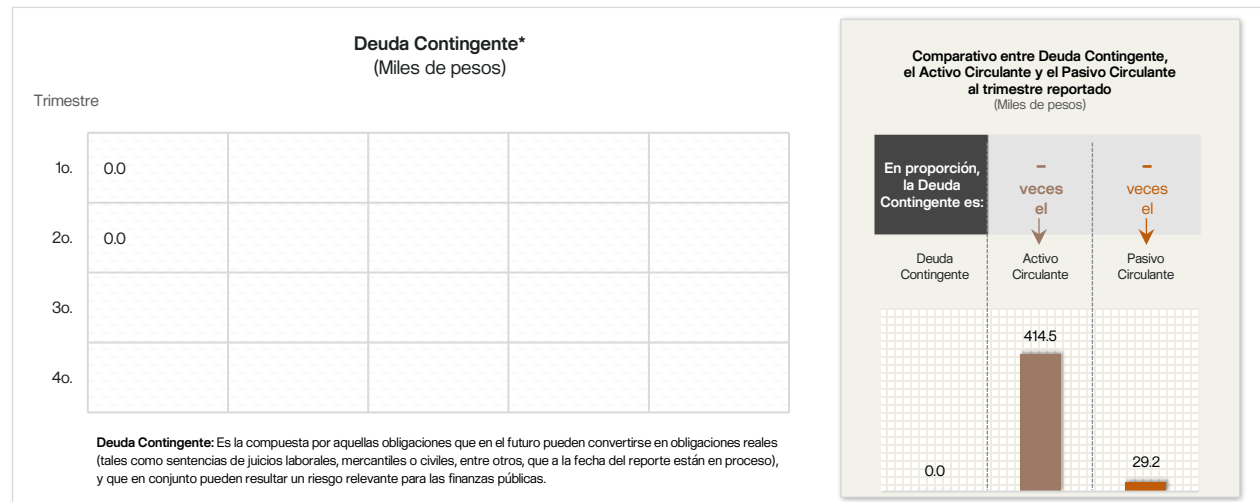 Deuda Contingente*
(Miles de pesos)
Trimestre
1o. 0.0
2o. 0.0
3o.
4o.
Deuda Contingente: Es la compuesta por aquellas obligaciones que en el futuro pueden convertirse en obligaciones reales
(tales como sentencias de juicios laborales, mercantiles o civiles, entre otros, que a la fecha del reporte están en proceso),
y que en conjunto pueden resultar un riesgo relevante para las finanzas públicas.
Comparativo entre Deuda Contingente,
el Activo Circulante y el Pasivo Circulante
al trimestre reportado
(Miles de pesos)
En proporción,
la Deuda
Contingente es:
–
veces
el
–
veces
el
Deuda
Contingente
Activo
Circulante
Pasivo
Circulante
0.0
414.5
29.2